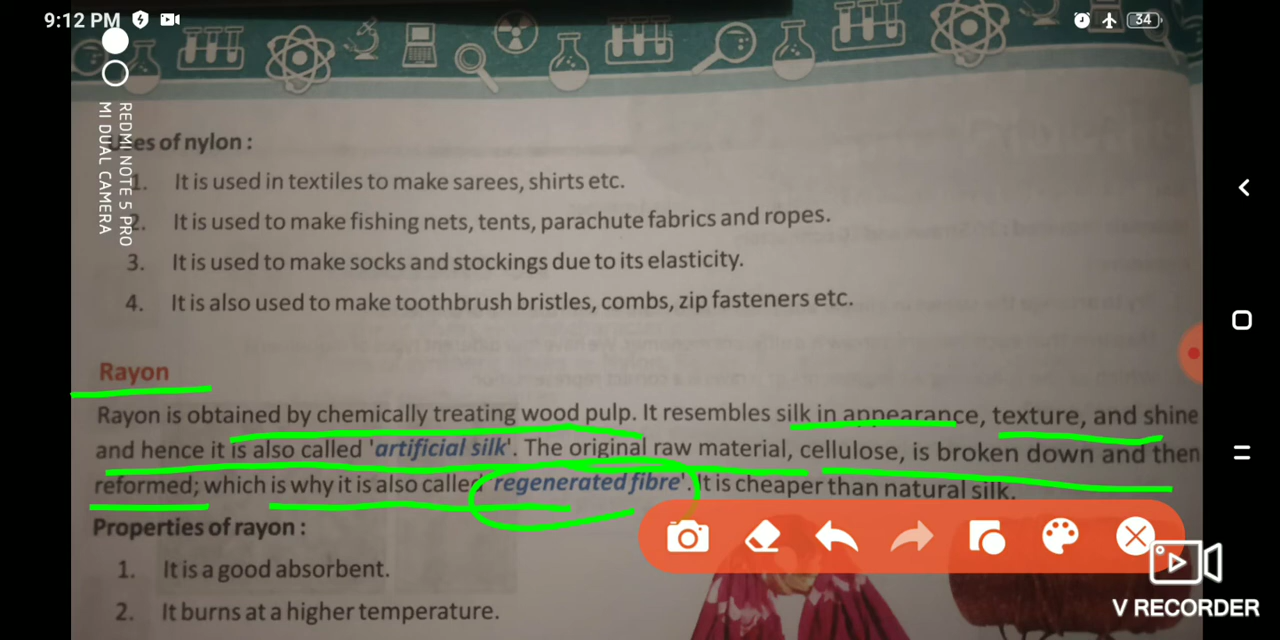 9:12 PM
34
REDMI NOTE 5 PRO
MI DUAL CAMERA
es of nylon :
1. It is used in textiles to make sarees, shirts etc.
2. It is used to make fishing nets, tents, parachute fabrics and ropes.
3. It is used to make socks and stockings due to its elasticity.
4. It is also used to make toothbrush bristles, combs, zip fasteners etc.
Rayon
Rayon is obtained by chemically treating wood pulp. It resembles silk in appearance, texture, and shine
and hence it is also called 'artificial silk'. The original raw material, cellulose, is broken down and then
reformed; which is why it is also called 'regenerated fibre'. It is cheaper than natural silk.
Properties of rayon :
1. It is a good absorbent.
2. It burns at a higher temperature.
V RECORDER